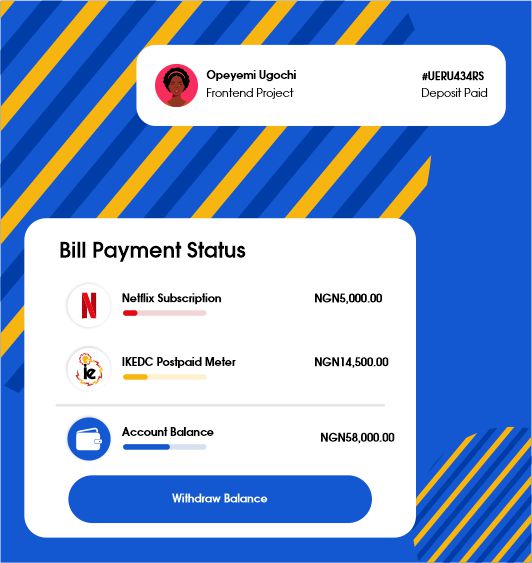 Opeyemi Ugochi
#UERU434RS
Frontend Project
Deposit Paid
Bill Payment Status
N
Netflix Subscription
NGN5,000.00
ie
IKEDC Postpaid Meter
NGN14,500.00
Account Balance
NGN58,000.00
Withdraw Balance